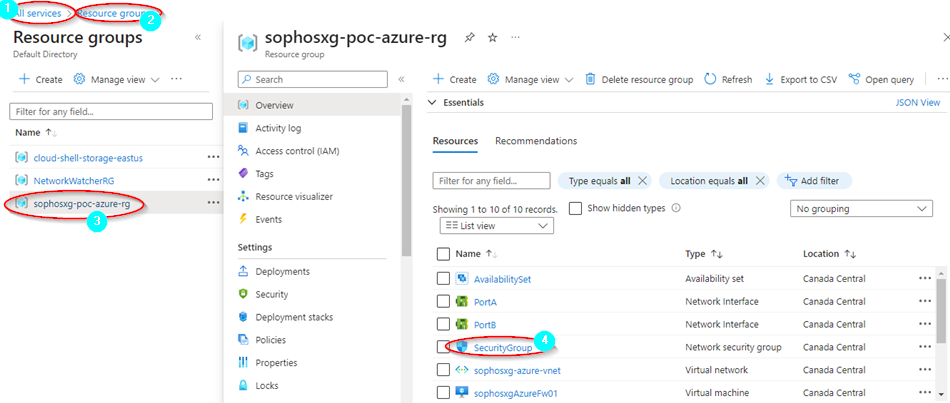 1 All services > Resource groups 2
Resource groups
Default Directory
+ Create Manage view ...
Filter for any field...
Name ↑↓
cloud-shell-storage-eastus ...
NetworkWatcherRG ...
sophosxg-poc-azure-rg ...
3
sophosxg-poc-azure-rg ...
Resource group
Search
Overview
Activity log
Access control (IAM)
Tags
Resource visualizer
Events
Settings
Deployments
Security
Deployment stacks
Policies
Properties
Locks
+ Create Manage view Delete resource group Refresh Export to CSV Open query ...
Essentials JSON View
Resources Recommendations
Filter for any field... Type equals all × Location equals all × Add filter
Showing 1 to 10 of 10 records. Show hidden types No grouping
List view
Name ↑↓ Type ↑↓ Location ↑↓
AvailabilitySet Availability set Canada Central ...
PortA Network Interface Canada Central ...
PortB Network Interface Canada Central ...
SecurityGroup 4 Network security group Canada Central ...
sophosxg-azure-vnet Virtual network Canada Central ...
sophosxgAzureFw01 Virtual machine Canada Central ...